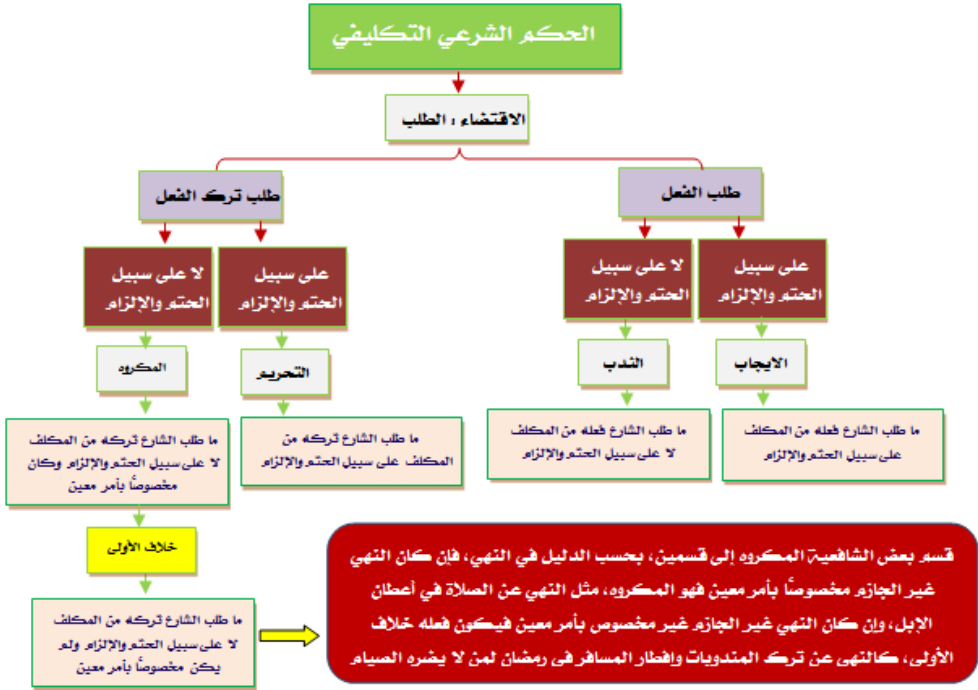 الحكم الشرعي التكليفي
الاقتضاء ، الطلب
طلب الفعل
طلب ترك الفعل
على سبيل
الحتم والإلزام
لا على سبيل
الحتم والإلزام
على سبيل
الحتم والإلزام
لا على سبيل
الحتم والإلزام
الايجاب
الندب
التحريم
المكروه
ما طلب الشارع فعله من المكلف
على سبيل الحتم والإلزام
ما طلب الشارع فعله من المكلف
لا على سبيل الحتم والإلزام
ما طلب الشارع تركه من
المكلف على سبيل الحتم والإلزام
ما طلب الشارع تركه من المكلف
لا على سبيل الحتم والإلزام وكان
مخصوصًا بأمر معين
خلاف الأولى
ما طلب الشارع تركه من المكلف
لا على سبيل الحتم والإلزام ولم
يكن مخصوصًا بأمر معين
قسم بعض الشافعية المكروه إلى قسمين، بحسب الدليل في النهي، فإن كان النهي
غير الجازم مخصوصًا بأمر معين فهو المكروه، مثل النهي عن الصلاة في أعطان
الإبل، وإن كان النهي غير الجازم غير مخصوص بأمر معين فيكون فعله خلاف
الأولى، كالنهي عن ترك المندوبات وإفطار المسافر في رمضان لمن لا يضره الصيام